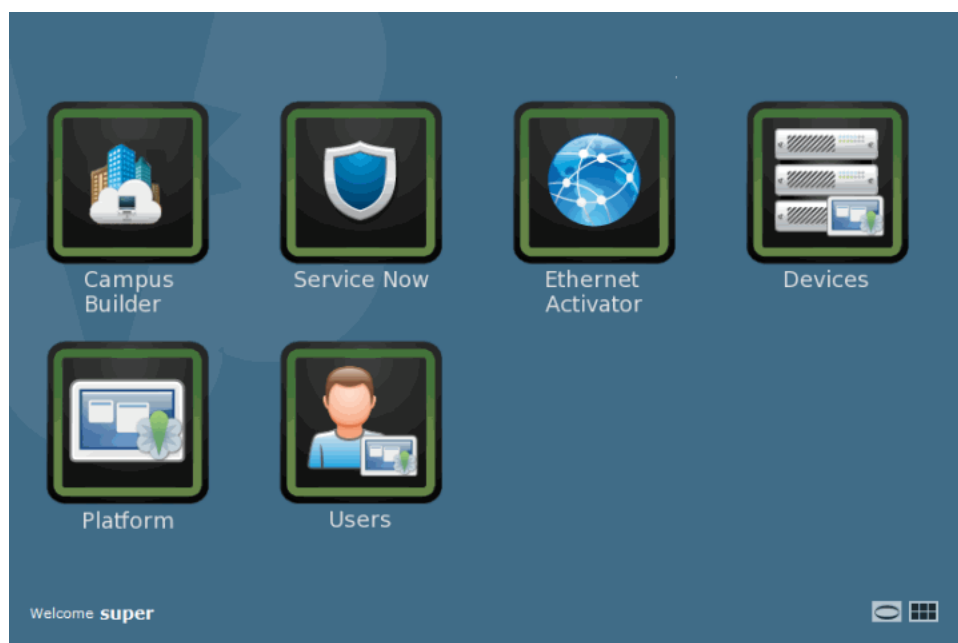 Campus
Builder
Service Now
Ethernet
Activator
Devices
Platform
Users
Welcome super